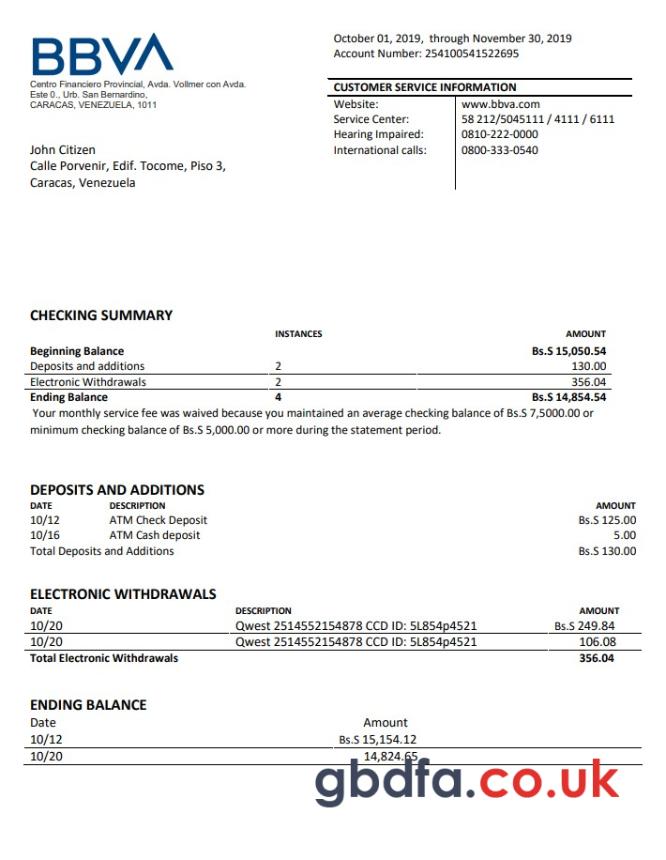 BBVA
Centro Financiero Provincial, Avda. Vollmer con Avda.
Este 0., Urb. San Bernardino,
CARACAS, VENEZUELA, 1011
October 01, 2019, through November 30, 2019
Account Number: 254100541522695
CUSTOMER SERVICE INFORMATION
Website: www.bbva.com
Service Center: 58 212/5045111 / 4111 / 6111
Hearing Impaired: 0810-222-0000
International calls: 0800-333-0540
John Citizen
Calle Porvenir, Edif. Tocome, Piso 3,
Caracas, Venezuela
CHECKING SUMMARY
INSTANCES AMOUNT
Beginning Balance Bs.S 15,050.54
Deposits and additions 2 130.00
Electronic Withdrawals 2 356.04
Ending Balance 4 Bs.S 14,854.54
Your monthly service fee was waived because you maintained an average checking balance of Bs.S 7,5000.00 or
minimum checking balance of Bs.S 5,000.00 or more during the statement period.
DEPOSITS AND ADDITIONS
DATE DESCRIPTION AMOUNT
10/12 ATM Check Deposit Bs.S 125.00
10/16 ATM Cash deposit 5.00
Total Deposits and Additions Bs.S 130.00
ELECTRONIC WITHDRAWALS
DATE DESCRIPTION AMOUNT
10/20 Qwest 2514552154878 CCD ID: 5L854p4521 Bs.S 249.84
10/20 Qwest 2514552154878 CCD ID: 5L854p4521 106.08
Total Electronic Withdrawals 356.04
ENDING BALANCE
Date Amount
10/12 Bs.S 15,154.12
10/20 14,824.65
gbdfa.co.uk